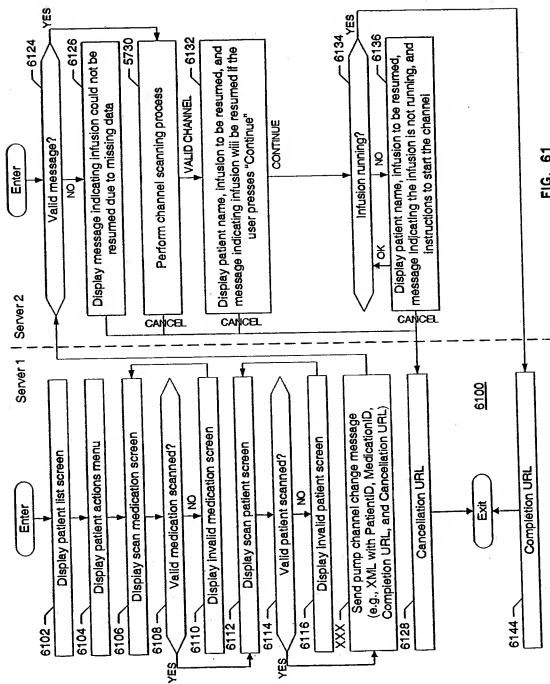 Server 1
Enter
6102
Display patient list screen
6104
Display patient actions menu
6106
Display scan medication screen
6108
Valid medication scanned?
YES
NO
6110
Display invalid medication screen
6112
Display scan patient screen
6114
Valid patient scanned?
YES
NO
6116
Display invalid patient screen
XXX
Send pump channel change message
(e.g., XML with PatientID, MedicationID,
Completion URL, and Cancellation URL)
6128
Cancellation URL
6100
Exit
6144
Completion URL
Server 2
Enter
6124
Valid message?
YES
NO
6126
Display message indicating infusion could not be
resumed due to missing data
5730
Perform channel scanning process
CANCEL
VALID CHANNEL
6132
Display patient name, infusion to be resumed, and
message indicating infusion will be resumed if the
user presses "Continue"
CANCEL
CONTINUE
6134
Infusion running?
YES
OK
NO
6136
Display patient name, infusion to be resumed,
message indicating the infusion is not running, and
instructions to start the channel
CANCEL
FIG. 61